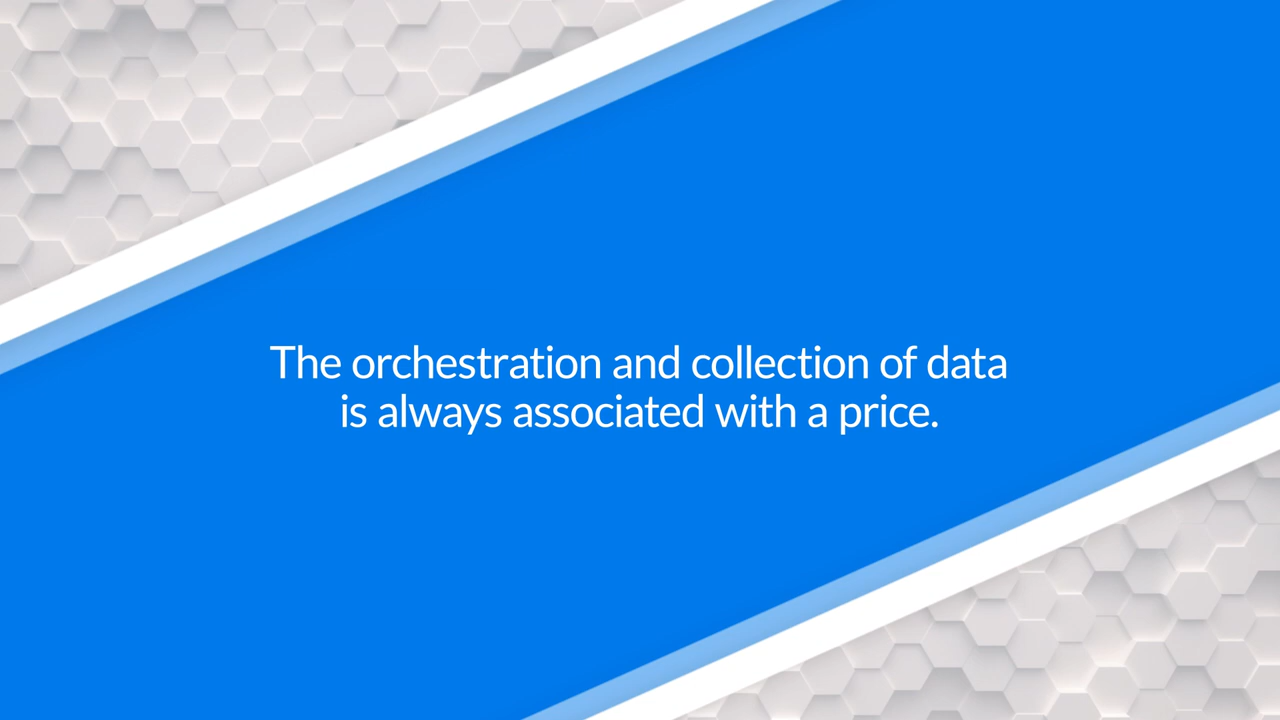 The orchestration and collection of data
is always associated with a price.